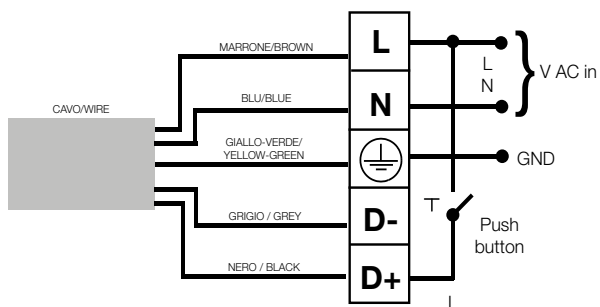 MARRONE/BROWN
L
L
N
V AC in
BLU/BLUE
N
CAVO/WIRE
GIALLO-VERDE/
YELLOW-GREEN
GND
GRIGIO / GREY
D-
Push
button
NERO / BLACK
D+
L